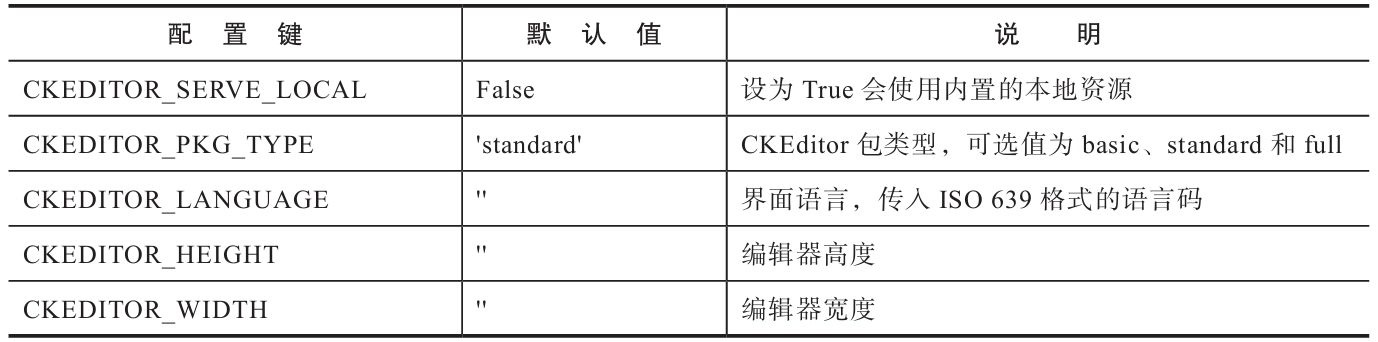 配 置 键 默 认 值 说 明
CKEDITOR_SERVE_LOCAL False 设为 True 会使用内置的本地资源
CKEDITOR_PKG_TYPE 'standard' CKEditor 包类型，可选值为 basic、standard 和 full
CKEDITOR_LANGUAGE '' 界面语言，传入 ISO 639 格式的语言码
CKEDITOR_HEIGHT '' 编辑器高度
CKEDITOR_WIDTH '' 编辑器宽度